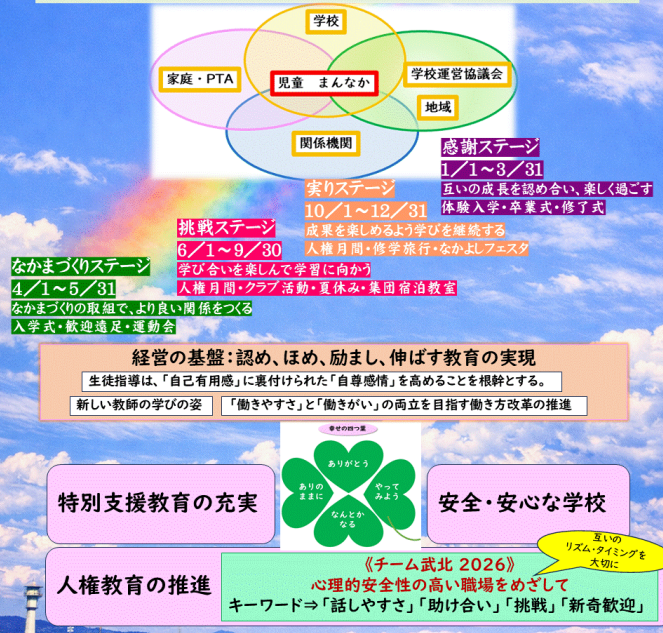 学校
家庭・PTA
児童　まんなか
学校運営協議会
地域
関係機関
感謝ステージ
1/1～3/31
互いの成長を認め合い、楽しく過ごす
体験入学・卒業式・修了式
実りステージ
10/1～12/31
成果を楽しめるよう学びを継続する
人権月間・修学旅行・なかよしフェスタ
挑戦ステージ
6/1～9/30
学び合いを楽しんで学習に向かう
人権月間・クラブ活動・夏休み・集団宿泊教室
なかまづくりステージ
4/1～5/31
なかまづくりの取組で、より良い関係をつくる
入学式・歓迎遠足・運動会
経営の基盤：認め、ほめ、励まし、伸ばす教育の実現
生徒指導は、「自己有用感」に裏付けられた「自尊感情」を高めることを根幹とする。
新しい教師の学びの姿
「働きやすさ」と「働きがい」の両立を目指す働き方改革の推進
幸せの四つ葉
ありがとう
ありの
ままに
やって
みよう
なんとか
なる
特別支援教育の充実
安全・安心な学校
人権教育の推進
互いの
リズム・タイミングを
大切に
《チーム武北 2026》
心理的安全性の高い職場をめざして
キーワード⇒「話しやすさ」「助け合い」「挑戦」「新奇歓迎」